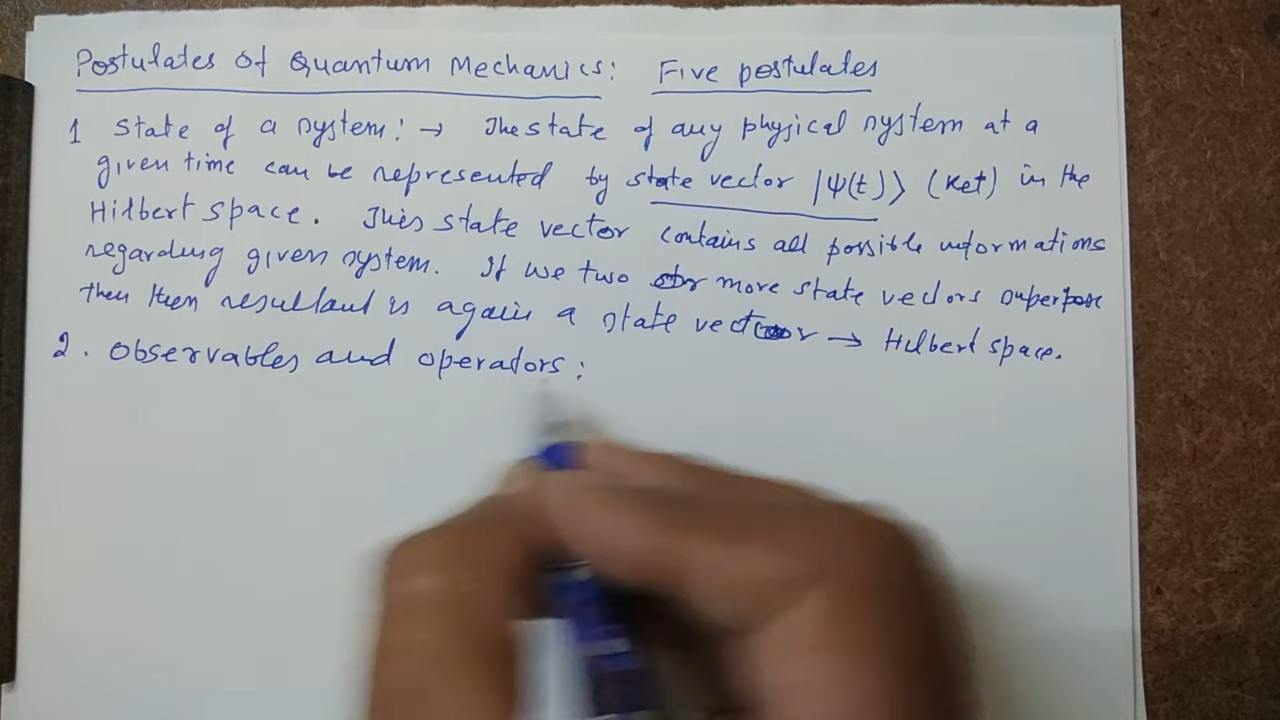 Postulates of Quantum Mechanics: Five postulates
1 State of a system: → The state of any physical system at a
given time can be represented by state vector |Ψ(t)⟩ (Ket) in the
Hilbert space. This state vector contains all possible informations
regarding given system. If we two or more state vectors superpose
then then resultant is again a state vector → Hilbert space.
2. Observables and operators: